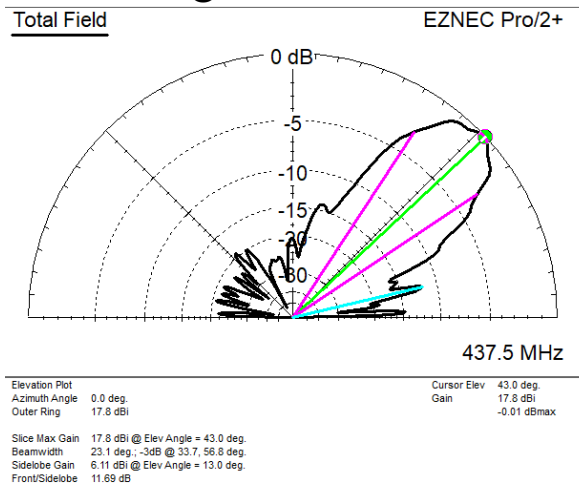 Total Field
EZNEC Pro/2+
0 dB
-5
-10
-15
-20
-30
437.5 MHz
Elevation Plot
Azimuth Angle 0.0 deg.
Outer Ring 17.8 dBi
Cursor Elev 43.0 deg.
Gain 17.8 dBi
-0.01 dBmax
Slice Max Gain 17.8 dBi @ Elev Angle = 43.0 deg.
Beamwidth 23.1 deg.; -3dB @ 33.7, 56.8 deg.
Sidelobe Gain 6.11 dBi @ Elev Angle = 13.0 deg.
Front/Sidelobe 11.69 dB